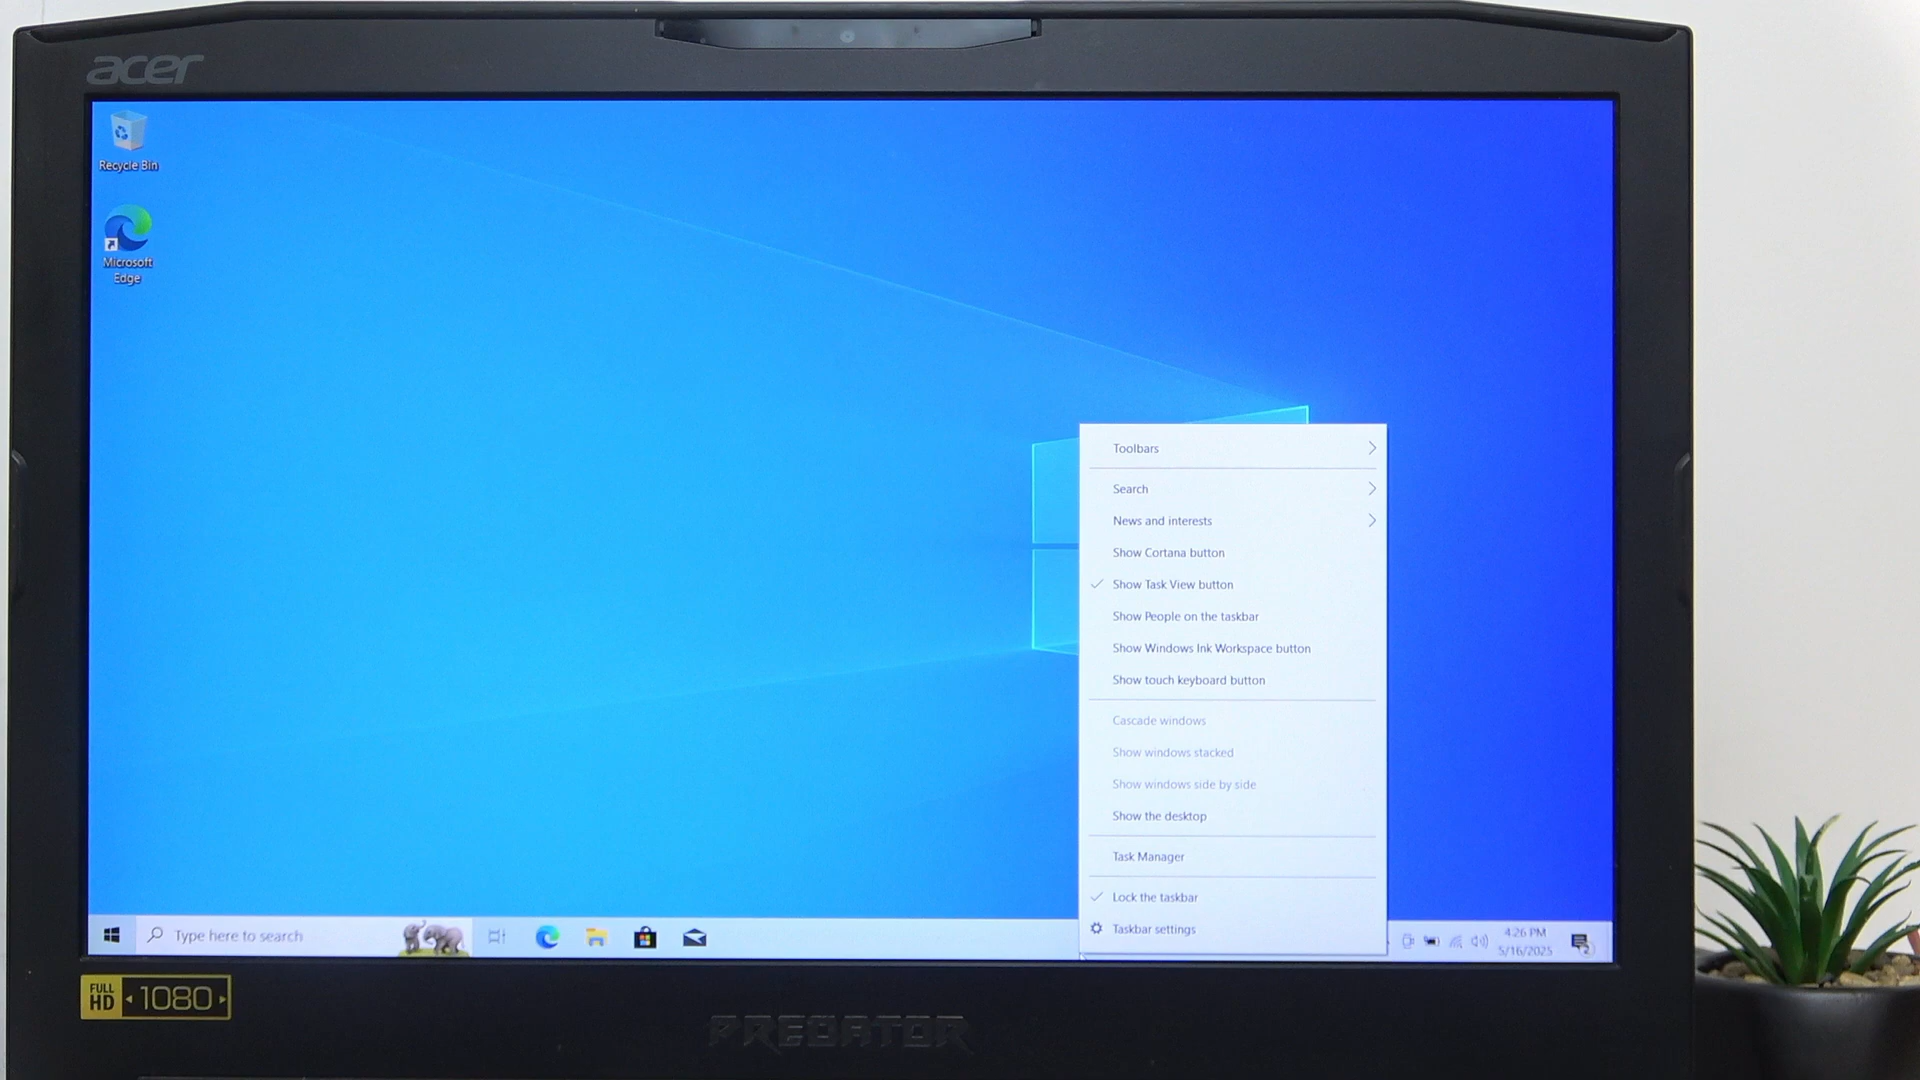 acer
Recycle Bin
Microsoft
Edge
Toolbars
Search
News and interests
Show Cortana button
Show Task View button
Show People on the taskbar
Show Windows Ink Workspace button
Show touch keyboard button
Cascade windows
Show windows stacked
Show windows side by side
Show the desktop
Task Manager
Lock the taskbar
Taskbar settings
Type here to search
4:26 PM
5/16/2025
2
FULL
HD
1080
PREDATOR